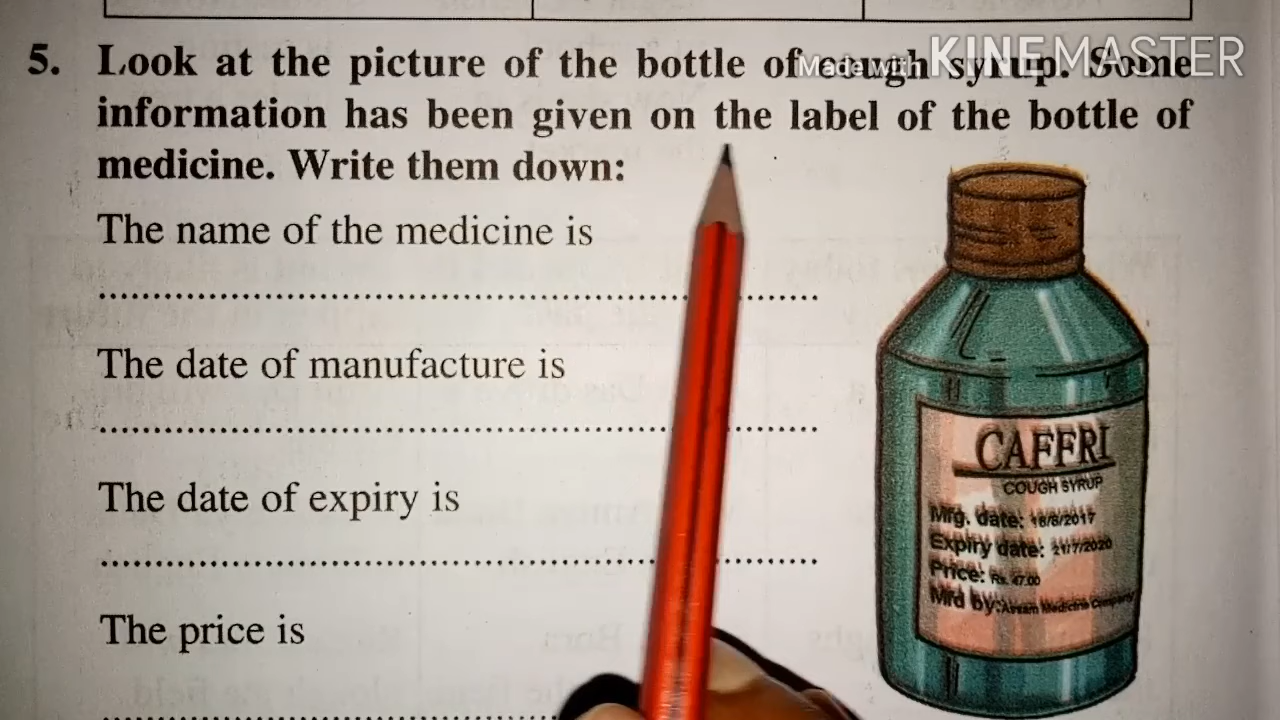 5. Look at the picture of the bottle of cough syrup. Some
Made with KINEMASTER
information has been given on the label of the bottle of
medicine. Write them down:
The name of the medicine is
The date of manufacture is
The date of expiry is
The price is
CAFFRI
COUGH SYRUP
Mfg. date: 18/8/2017
Expiry date: 21/7/2020
Price: Rs. 47.00
Mfd by: Assam Medicine Company